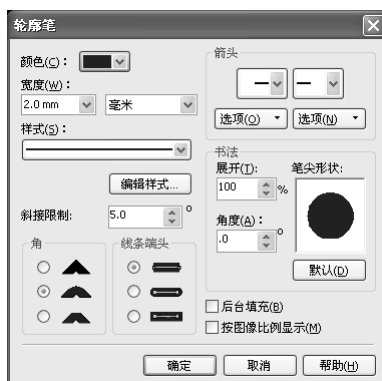 轮廓笔
颜色(C):
宽度(W):
2.0 mm 毫米
样式(S):
编辑样式...
斜接限制: 5.0 °
角 线条端头
箭头
选项(O) 选项(N)
书法
展开(T): 笔尖形状:
100 %
角度(A):
.0 °
默认(D)
后台填充(B)
按图像比例显示(M)
确定 取消 帮助(H)